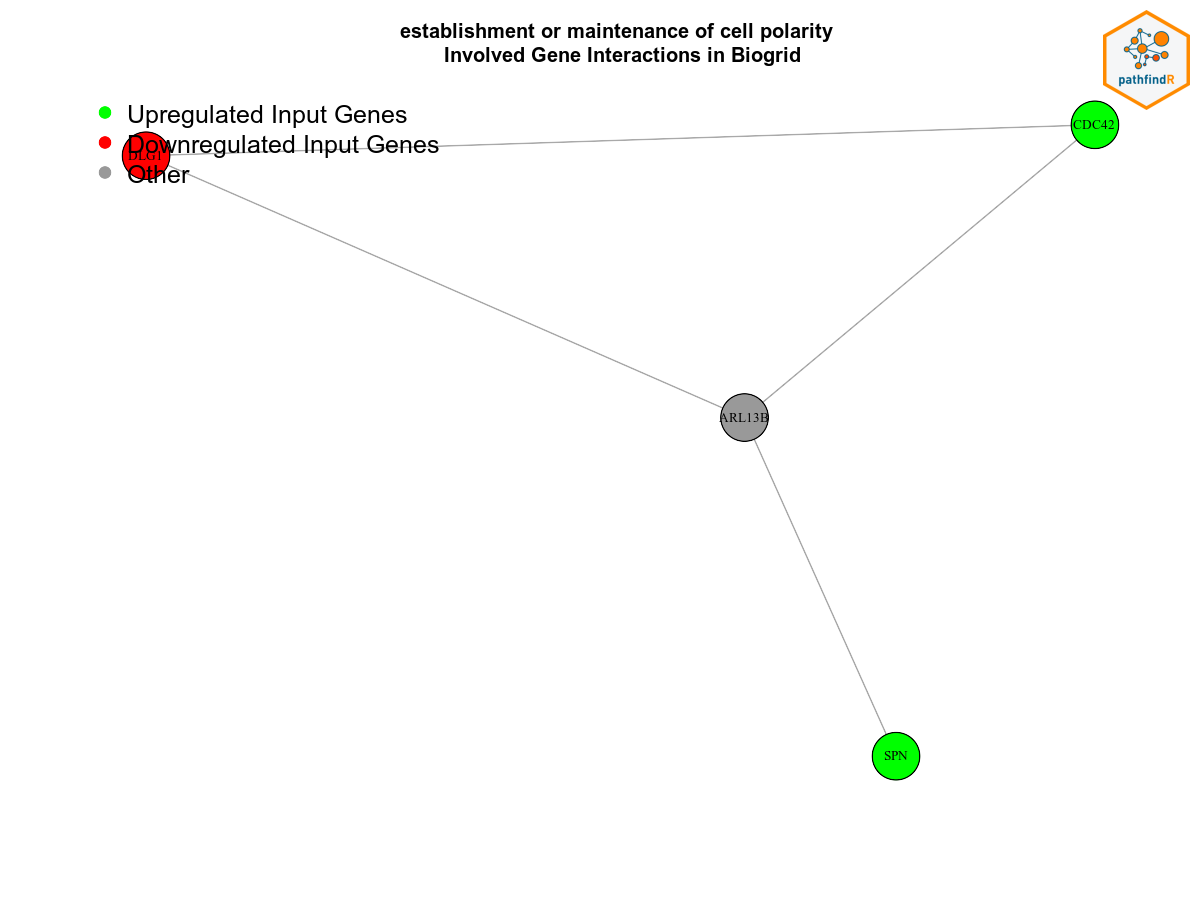 establishment or maintenance of cell polarity
Involved Gene Interactions in Biogrid
pathfindR
Upregulated Input Genes
CDC42
Downregulated Input Genes
DLG1
Other
ARL13B
SPN